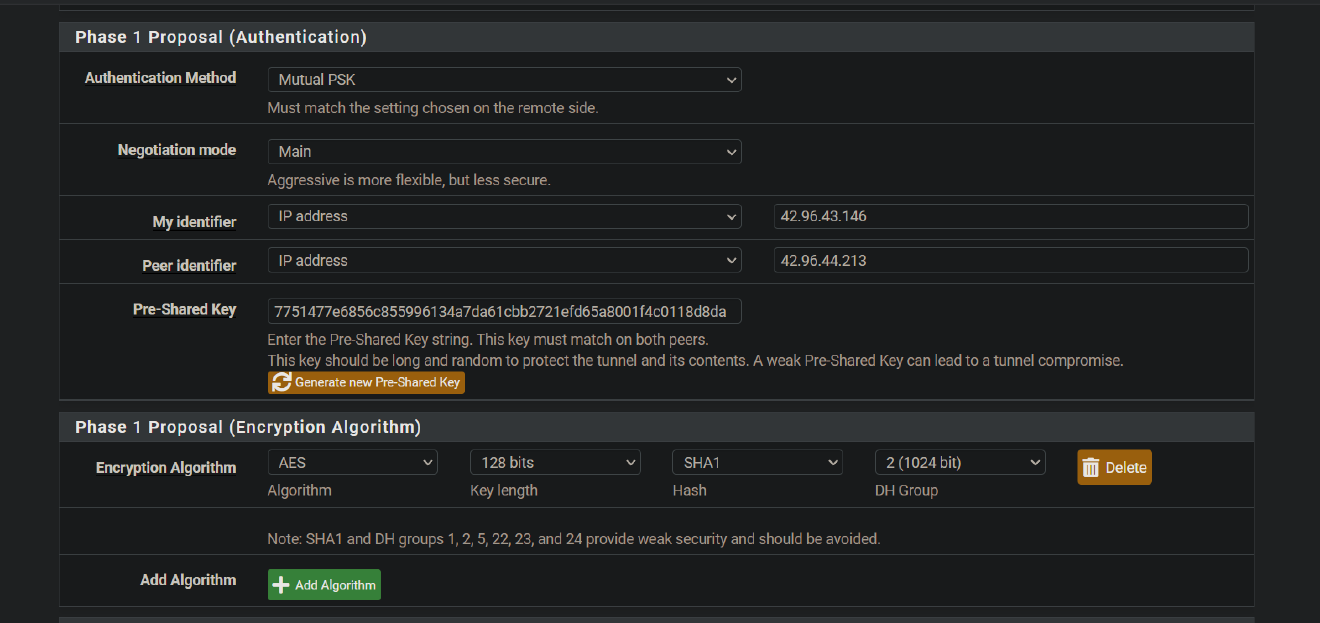 Phase 1 Proposal (Authentication)
Authentication Method
Mutual PSK
Must match the setting chosen on the remote side.
Negotiation mode
Main
Aggressive is more flexible, but less secure.
My identifier
IP address
42.96.43.146
Peer identifier
IP address
42.96.44.213
Pre-Shared Key
7751477e6856c855996134a7da61cbb2721efd65a8001f4c0118d8da
Enter the Pre-Shared Key string. This key must match on both peers.
This key should be long and random to protect the tunnel and its contents. A weak Pre-Shared Key can lead to a tunnel compromise.
Generate new Pre-Shared Key
Phase 1 Proposal (Encryption Algorithm)
Encryption Algorithm
AES
128 bits
SHA1
2 (1024 bit)
Delete
Algorithm
Key length
Hash
DH Group
Note: SHA1 and DH groups 1, 2, 5, 22, 23, and 24 provide weak security and should be avoided.
Add Algorithm
Add Algorithm